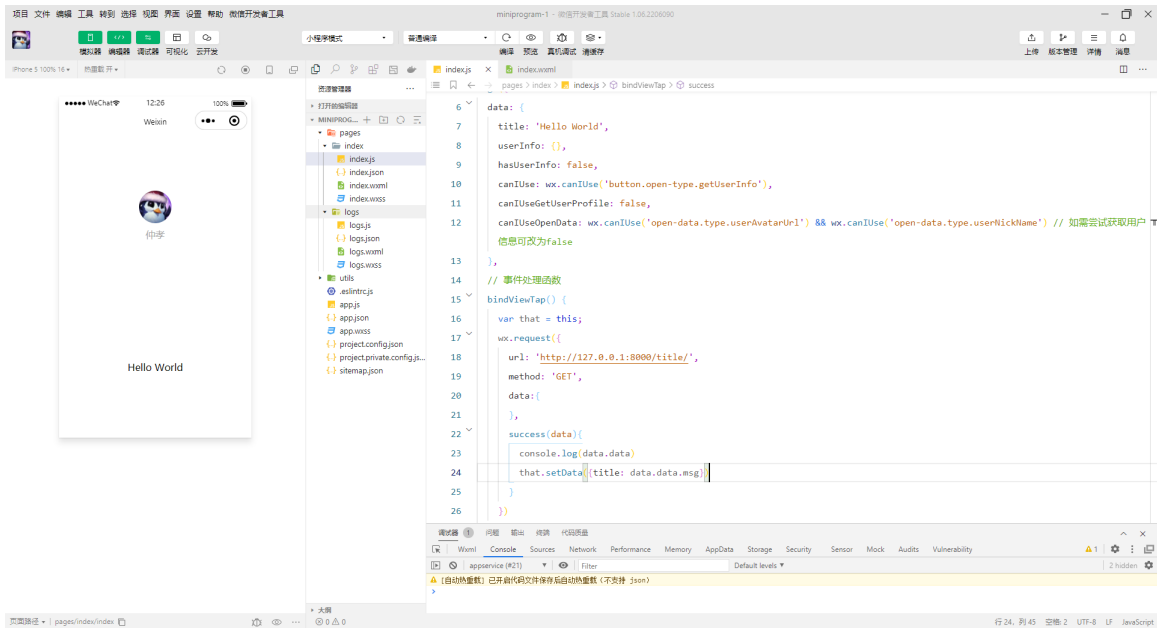 项目 文件 编辑 工具 转到 选择 视图 界面 设置 帮助 微信开发者工具
miniprogram-1 - 微信开发者工具 Stable 1.06.2206090
模拟器 编辑器 调试器 可视化 云开发
小程序模式 普通编译
编译 预览 真机调试 清缓存
上传 版本管理 详情 消息
iPhone 5 100% 16
热重载 开
WeChat 12:26 100%
Weixin
仲孝
Hello World
资源管理器
打开的编辑器
MINIPROG...
pages
index
index.js
index.json
index.wxml
index.wxss
logs
logs.js
logs.json
logs.wxml
logs.wxss
utils
.eslintrc.js
app.js
app.json
app.wxss
project.config.json
project.private.config.js...
sitemap.json
大纲
index.js index.wxml
pages > index > index.js > bindViewTap > success
6 data: {
7 title: 'Hello World',
8 userInfo: {},
9 hasUserInfo: false,
10 canIUse: wx.canIUse('button.open-type.getUserInfo'),
11 canIUseGetUserProfile: false,
12 canIUseOpenData: wx.canIUse('open-data.type.userAvatarUrl') && wx.canIUse('open-data.type.userNickName') // 如需尝试获取用户
信息可改为false
13 },
14 // 事件处理函数
15 bindViewTap() {
16 var that = this;
17 wx.request({
18 url: 'http://127.0.0.1:8000/title/',
19 method: 'GET',
20 data:{
21 },
22 success(data){
23 console.log(data.data)
24 that.setData({title: data.data.msg})
25 }
26 })
调试器 1 问题 输出 终端 代码质量
Wxml Console Sources Network Performance Memory AppData Storage Security Sensor Mock Audits Vulnerability 1
appservice (#21) Filter Default levels 2 hidden
[自动热重载] 已开启代码文件保存后自动热重载（不支持 json）
页面路径 pages/index/index
0 0
行 24，列 45 空格: 2 UTF-8 LF JavaScript